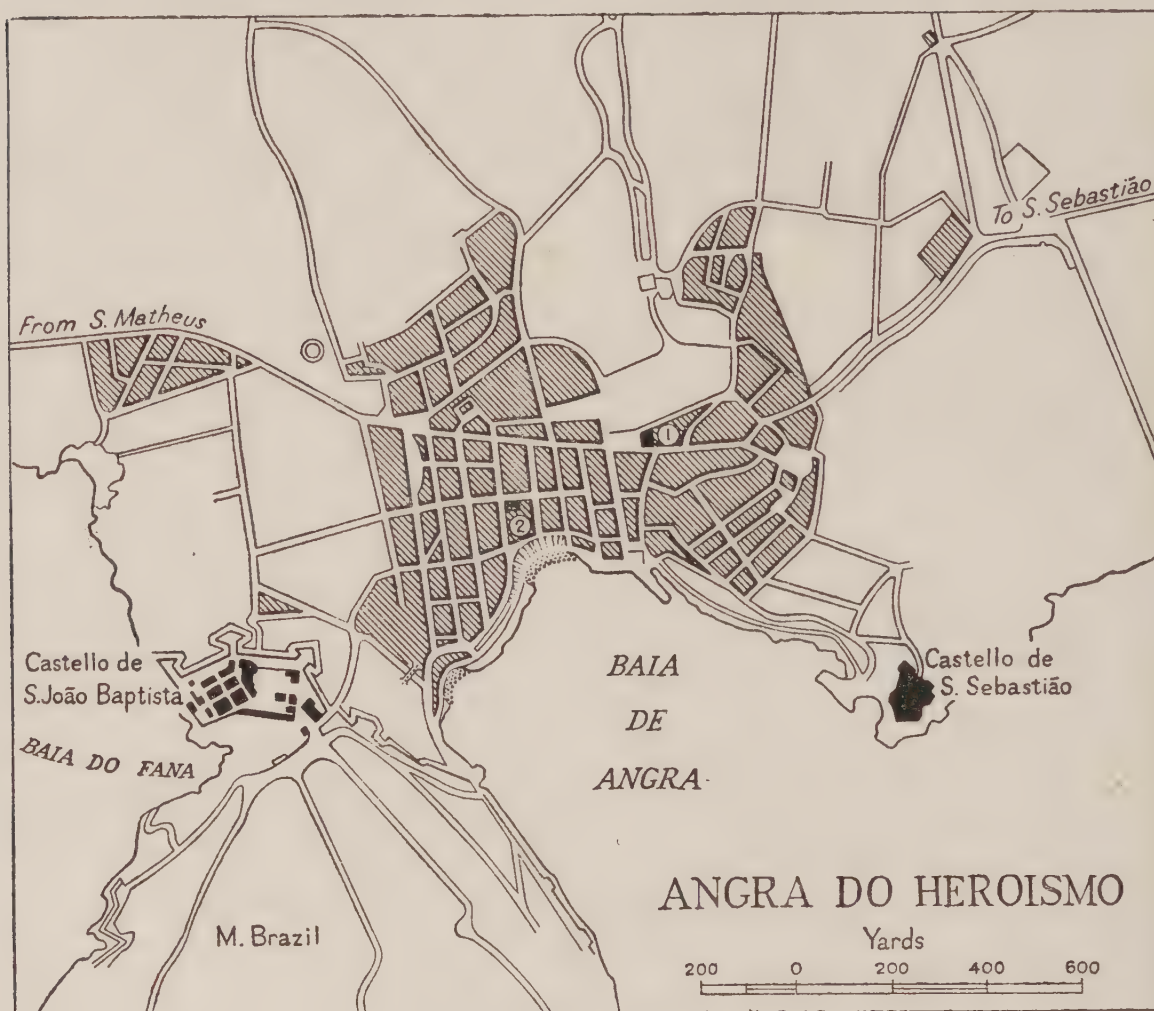 To S. Sebastião
From S. Matheus
1
2
Castello de
S. João Baptista
BAIA DO FANA
BAIA
DE
ANGRA
Castello de
S. Sebastião
M. Brazil
ANGRA DO HEROISMO
Yards
200 0 200 400 600